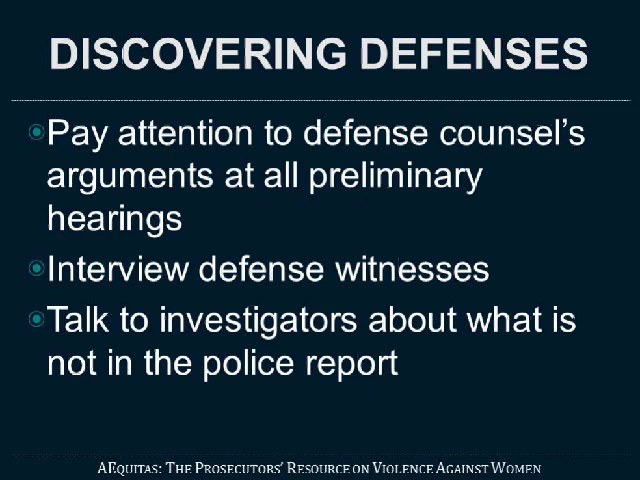 DISCOVERING DEFENSES
Pay attention to defense counsel's
arguments at all preliminary
hearings
Interview defense witnesses
Talk to investigators about what is
not in the police report
AEQUITAS: THE PROSECUTORS' RESOURCE ON VIOLENCE AGAINST WOMEN